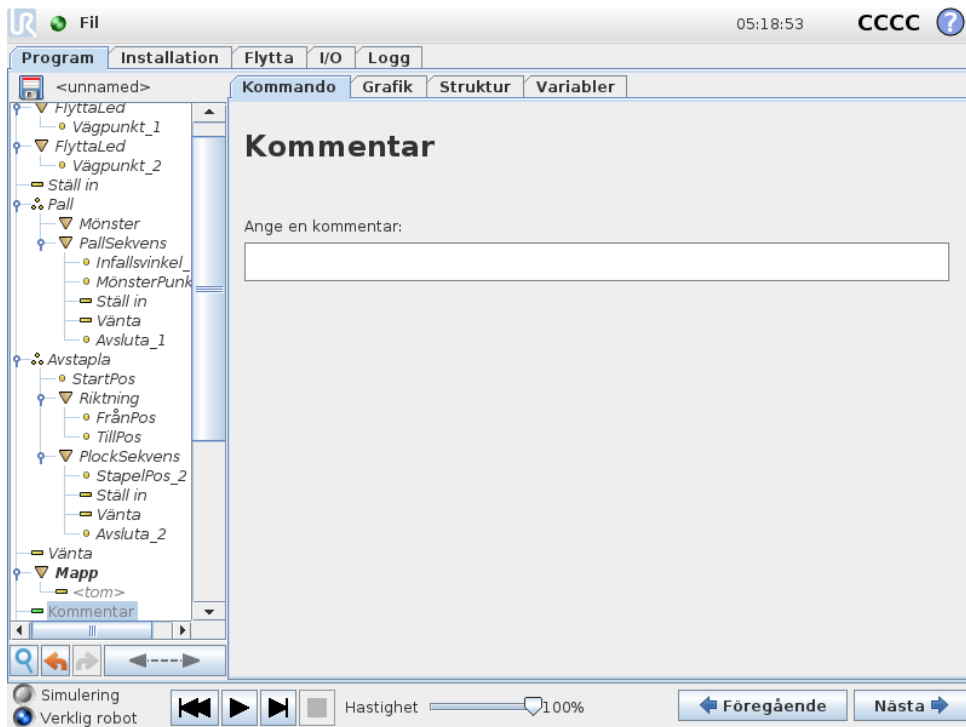 UR Fil 05:18:53 CCCC ?
Program Installation Flytta I/O Logg
<unnamed> Kommando Grafik Struktur Variabler
FlyttaLed
Vägpunkt_1
FlyttaLed
Vägpunkt_2
Ställ in
Pall
Mönster
PallSekvens
Infallsvinkel_
MönsterPunk
Ställ in
Vänta
Avsluta_1
Avstapla
StartPos
Riktning
FrånPos
TillPos
PlockSekvens
StapelPos_2
Ställ in
Vänta
Avsluta_2
Vänta
Mapp
<tom>
Kommentar
Kommentar
Ange en kommentar:
Simulering
Verklig robot
Hastighet 100%
Föregående Nästa